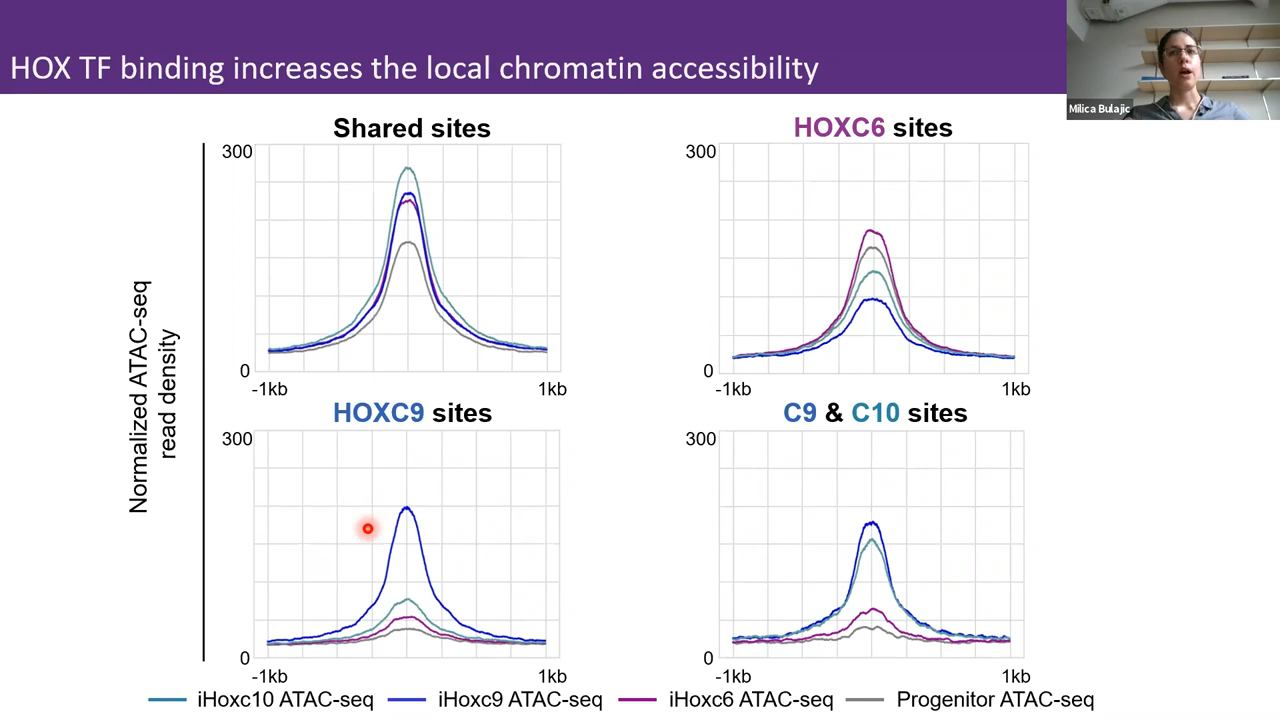 HOX TF binding increases the local chromatin accessibility
Milica Bulajic
Shared sites
HOXC6 sites
300
300
0
0
-1kb
1kb
-1kb
1kb
Normalized ATAC-seq
read density
HOXC9 sites
C9 & C10 sites
300
300
0
0
-1kb
1kb
-1kb
1kb
iHoxc10 ATAC-seq
iHoxc9 ATAC-seq
iHoxc6 ATAC-seq
Progenitor ATAC-seq